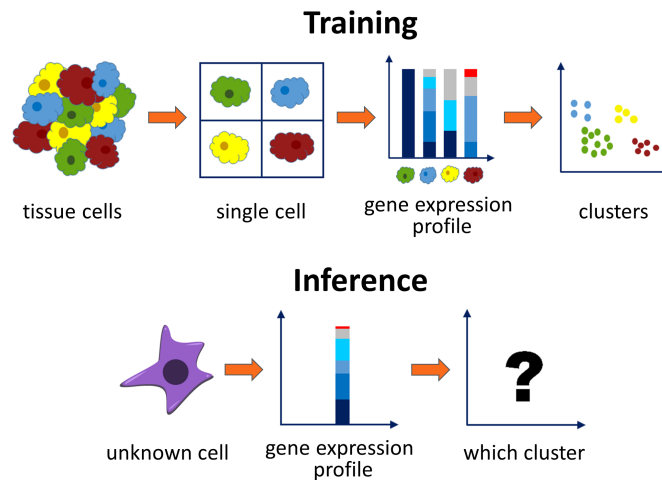 Training
tissue cells
single cell
gene expression
profile
clusters
Inference
?
unknown cell
gene expression
profile
which cluster